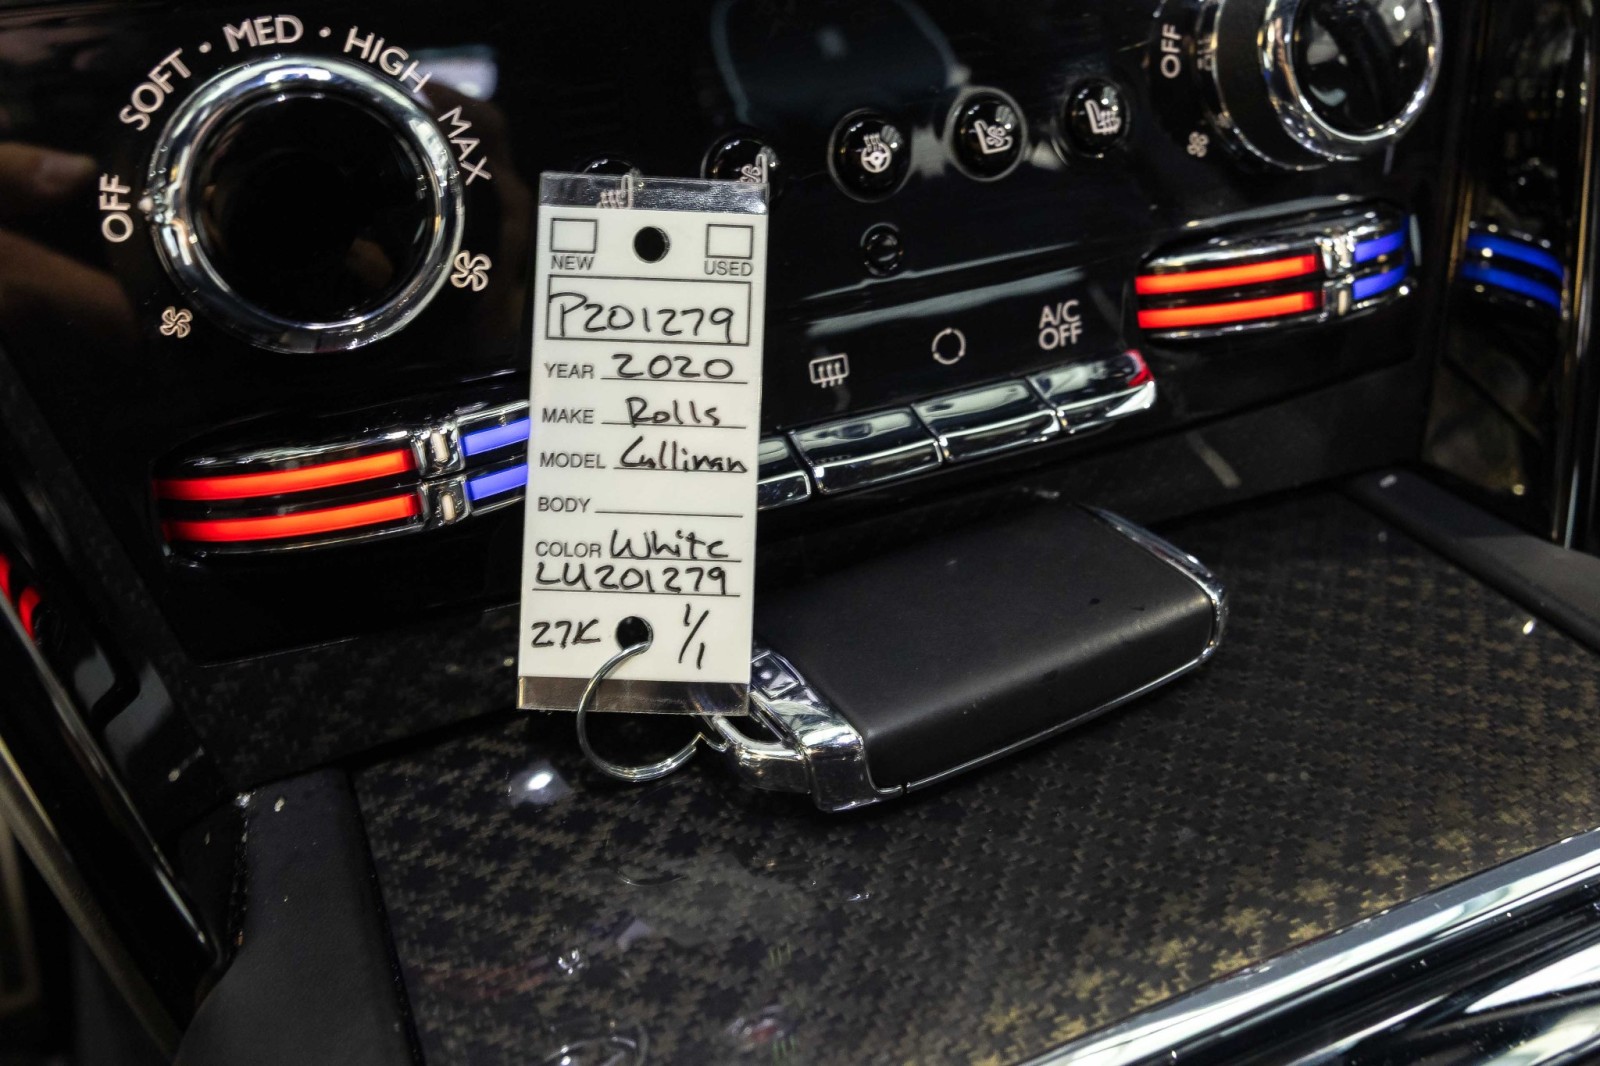 OFF SOFT • MED • HIGH MAX
OFF
NEW USED
P201279
YEAR 2020
MAKE Rolls
MODEL Cullinan
BODY
COLOR White
LU201279
27K 1/1
A/C
OFF